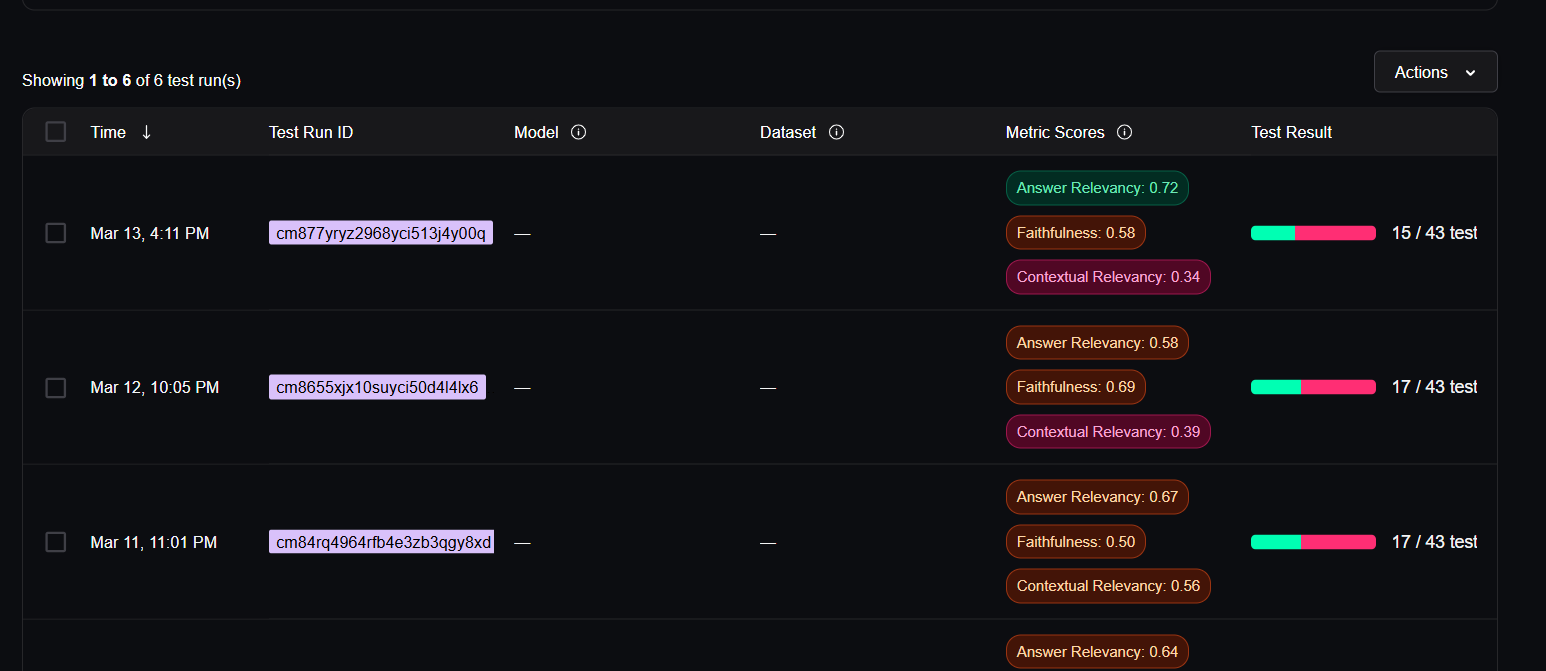 Showing 1 to 6 of 6 test run(s)
Actions
Time ↓ Test Run ID Model Dataset Metric Scores Test Result
Answer Relevancy: 0.72
Mar 13, 4:11 PM cm877yryz2968yci513j4y00q — — Faithfulness: 0.58 15 / 43 test
Contextual Relevancy: 0.34
Answer Relevancy: 0.58
Mar 12, 10:05 PM cm8655xjx10suyci50d4l4lx6 — — Faithfulness: 0.69 17 / 43 test
Contextual Relevancy: 0.39
Answer Relevancy: 0.67
Mar 11, 11:01 PM cm84rq4964rfb4e3zb3qgy8xd — — Faithfulness: 0.50 17 / 43 test
Contextual Relevancy: 0.56
Answer Relevancy: 0.64